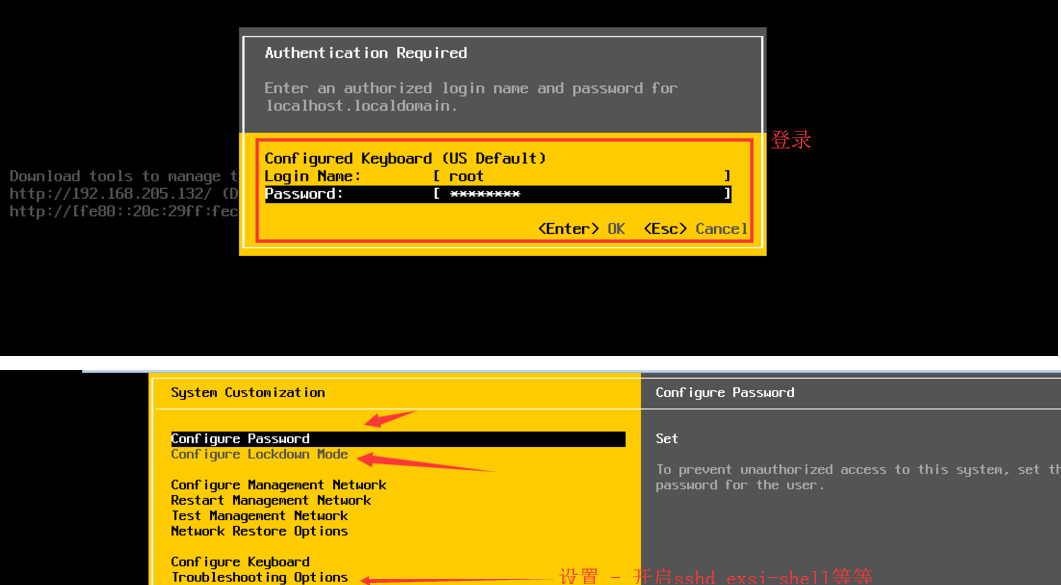 Authentication Required
Enter an authorized login name and password for
localhost.localdomain.
登录
Configured Keyboard (US Default)
Download tools to manage t
Login Name: [ root ]
http://192.168.205.132/ (D
Password: [ ******** ]
http://[fe80::20c:29ff:fec
<Enter> OK <Esc> Cancel
System Customization
Configure Password
Configure Password
Set
Configure Lockdown Mode
To prevent unauthorized access to this system, set th
password for the user.
Configure Management Network
Restart Management Network
Test Management Network
Network Restore Options
Configure Keyboard
Troubleshooting Options
设置 - 开启sshd exsi-shell等等